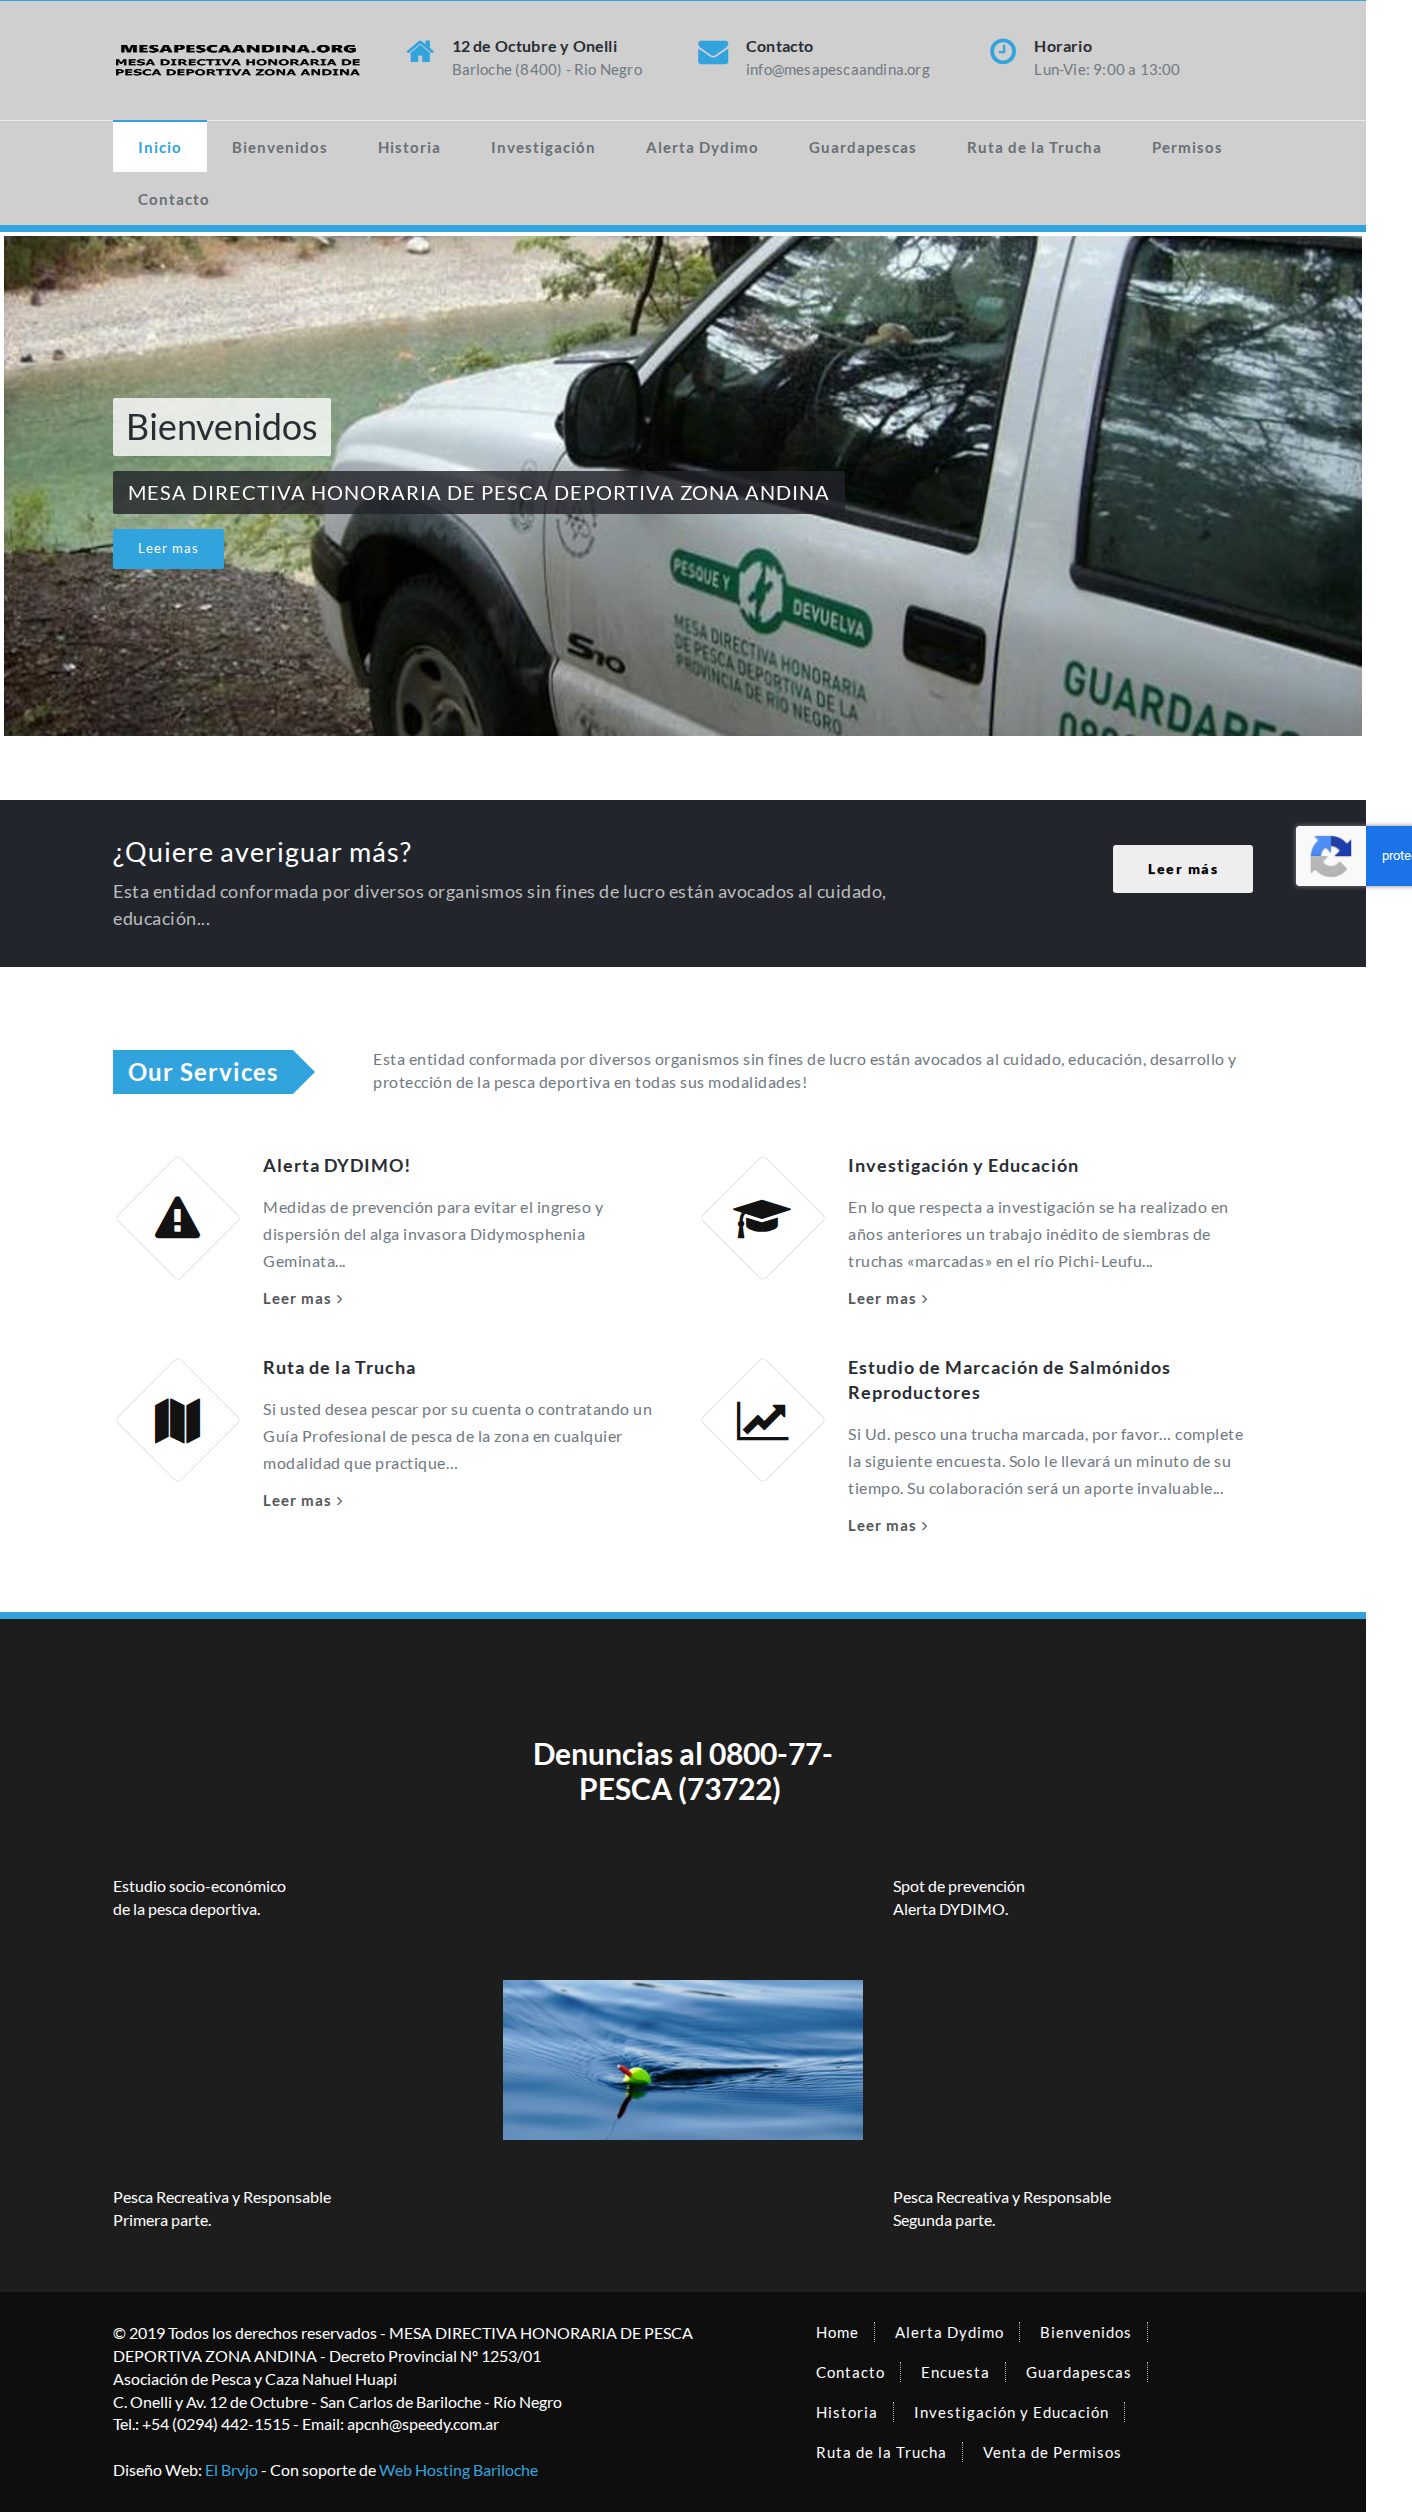 MESAPESCAANDINA.ORG
MESA DIRECTIVA HONORARIA DE
PESCA DEPORTIVA ZONA ANDINA
12 de Octubre y Onelli
Barloche (8400) - Rio Negro
Contacto
info@mesapescaandina.org
Horario
Lun-Vie: 9:00 a 13:00
Inicio Bienvenidos Historia Investigación Alerta Dydimo Guardapescas Ruta de la Trucha Permisos
Contacto
Bienvenidos
MESA DIRECTIVA HONORARIA DE PESCA DEPORTIVA ZONA ANDINA
Leer mas
PESQUE Y
DEVUELVA
MESA DIRECTIVA HONORARIA
DE PESCA DEPORTIVA DE LA
PROVINCIA DE RIO NEGRO
S10
¿Quiere averiguar más?
Esta entidad conformada por diversos organismos sin fines de lucro están avocados al cuidado,
educación...
Leer más
Our Services
Esta entidad conformada por diversos organismos sin fines de lucro están avocados al cuidado, educación, desarrollo y
protección de la pesca deportiva en todas sus modalidades!
Alerta DYDIMO!
Medidas de prevención para evitar el ingreso y
dispersión del alga invasora Didymosphenia
Geminata...
Leer mas >
Investigación y Educación
En lo que respecta a investigación se ha realizado en
años anteriores un trabajo inédito de siembras de
truchas «marcadas» en el río Pichi-Leufu...
Leer mas >
Ruta de la Trucha
Si usted desea pescar por su cuenta o contratando un
Guía Profesional de pesca de la zona en cualquier
modalidad que practique...
Leer mas >
Estudio de Marcación de Salmónidos
Reproductores
Si Ud. pesco una trucha marcada, por favor... complete
la siguiente encuesta. Solo le llevará un minuto de su
tiempo. Su colaboración será un aporte invaluable...
Leer mas >
Denuncias al 0800-77-
PESCA (73722)
Estudio socio-económico
de la pesca deportiva.
Spot de prevención
Alerta DYDIMO.
Pesca Recreativa y Responsable
Primera parte.
Pesca Recreativa y Responsable
Segunda parte.
© 2019 Todos los derechos reservados - MESA DIRECTIVA HONORARIA DE PESCA
DEPORTIVA ZONA ANDINA - Decreto Provincial Nº 1253/01
Asociación de Pesca y Caza Nahuel Huapi
C. Onelli y Av. 12 de Octubre - San Carlos de Bariloche - Río Negro
Tel.: +54 (0294) 442-1515 - Email: apcnh@speedy.com.ar
Diseño Web: El Brvjo - Con soporte de Web Hosting Bariloche
Home Alerta Dydimo Bienvenidos
Contacto Encuesta Guardapescas
Historia Investigación y Educación
Ruta de la Trucha Venta de Permisos